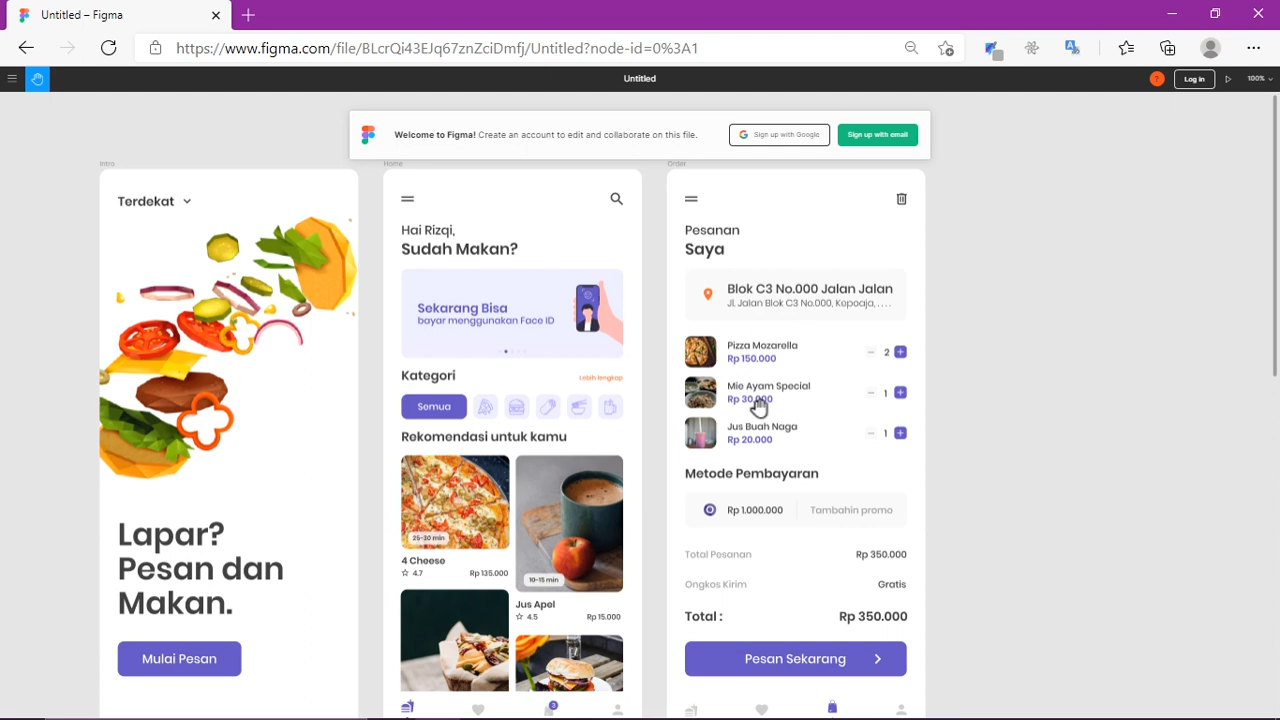 Untitled – Figma
https://www.figma.com/file/BLcrQi43EJq67znZciDmfj/Untitled?node-id=0%3A1
Untitled
Log in
100%
Welcome to Figma! Create an account to edit and collaborate on this file.
Sign up with Google
Sign up with email
Intro
Terdekat
Lapar?
Pesan dan
Makan.
Mulai Pesan
Home
Hai Rizqi,
Sudah Makan?
Sekarang Bisa
bayar menggunakan Face ID
Kategori
Lebih lengkap
Semua
Rekomendasi untuk kamu
25-30 min
4 Cheese
4.7
Rp 135.000
10-15 min
Jus Apel
4.5
Rp 15.000
3
Order
Pesanan
Saya
Blok C3 No.000 Jalan Jalan
Jl. Jalan Blok C3 No.000, Kopoaja, . . . .
Pizza Mozarella
Rp 150.000
2
Mie Ayam Special
Rp 30.000
1
Jus Buah Naga
Rp 20.000
1
Metode Pembayaran
Rp 1.000.000
Tambahin promo
Total Pesanan
Rp 350.000
Ongkos Kirim
Gratis
Total :
Rp 350.000
Pesan Sekarang